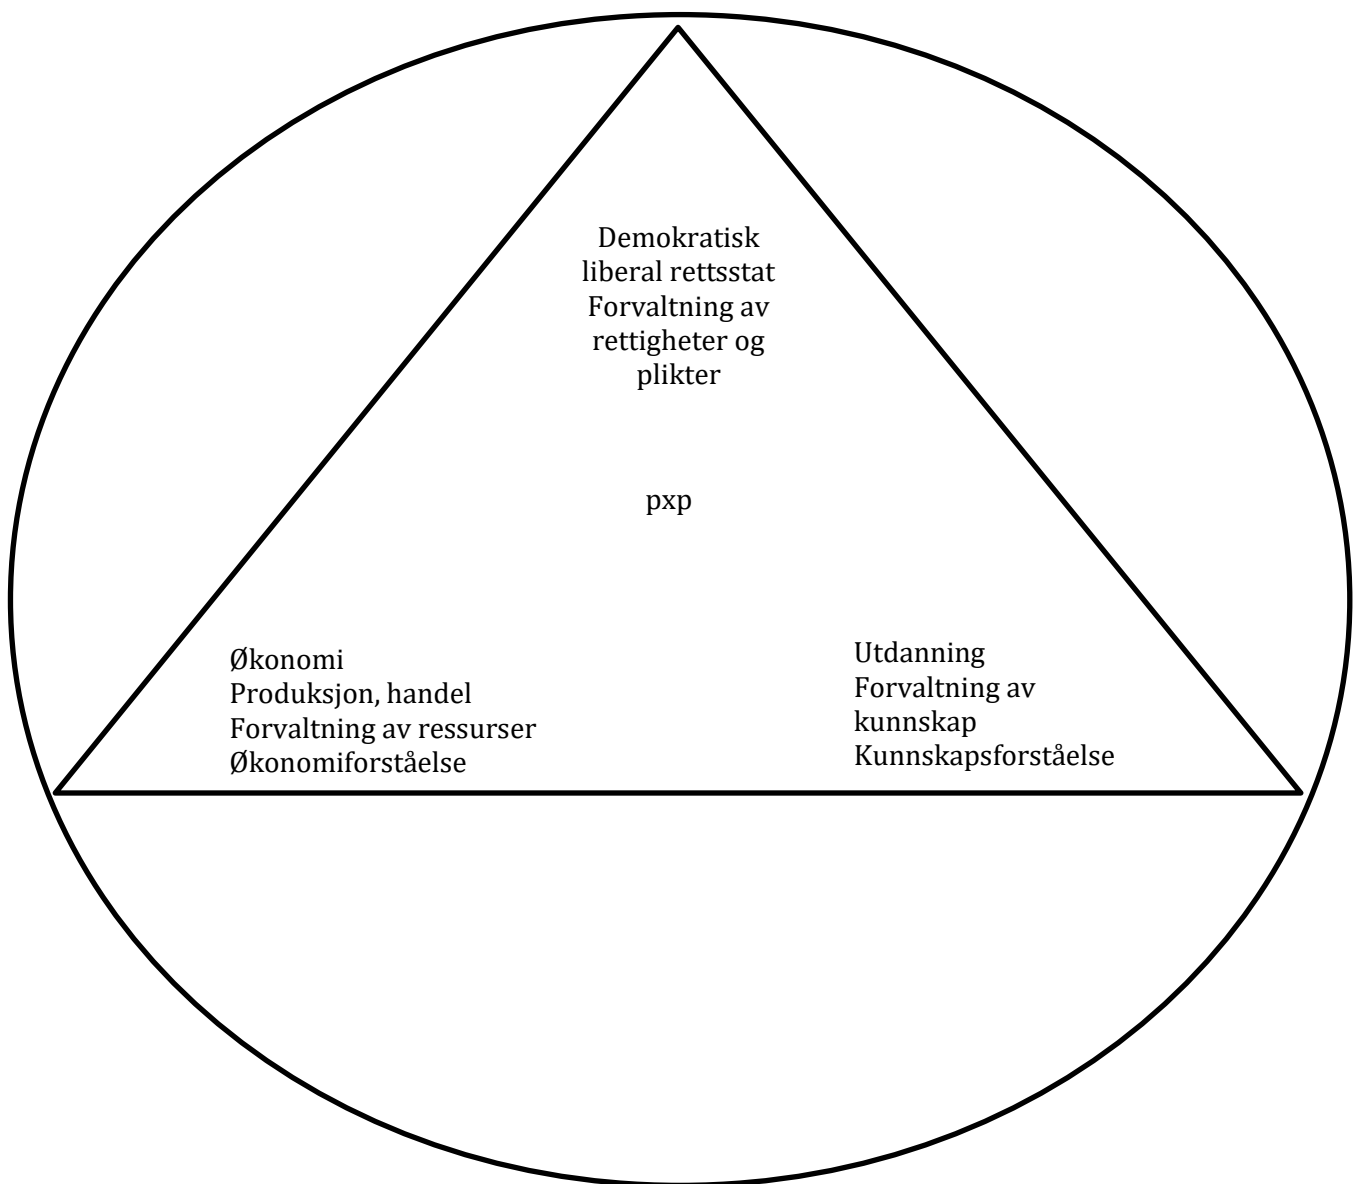 Demokratisk
liberal rettsstat
Forvaltning av
rettigheter og
plikter
pxp
Økonomi
Produksjon, handel
Forvaltning av ressurser
Økonomiforståelse
Utdanning
Forvaltning av
kunnskap
Kunnskapsforståelse